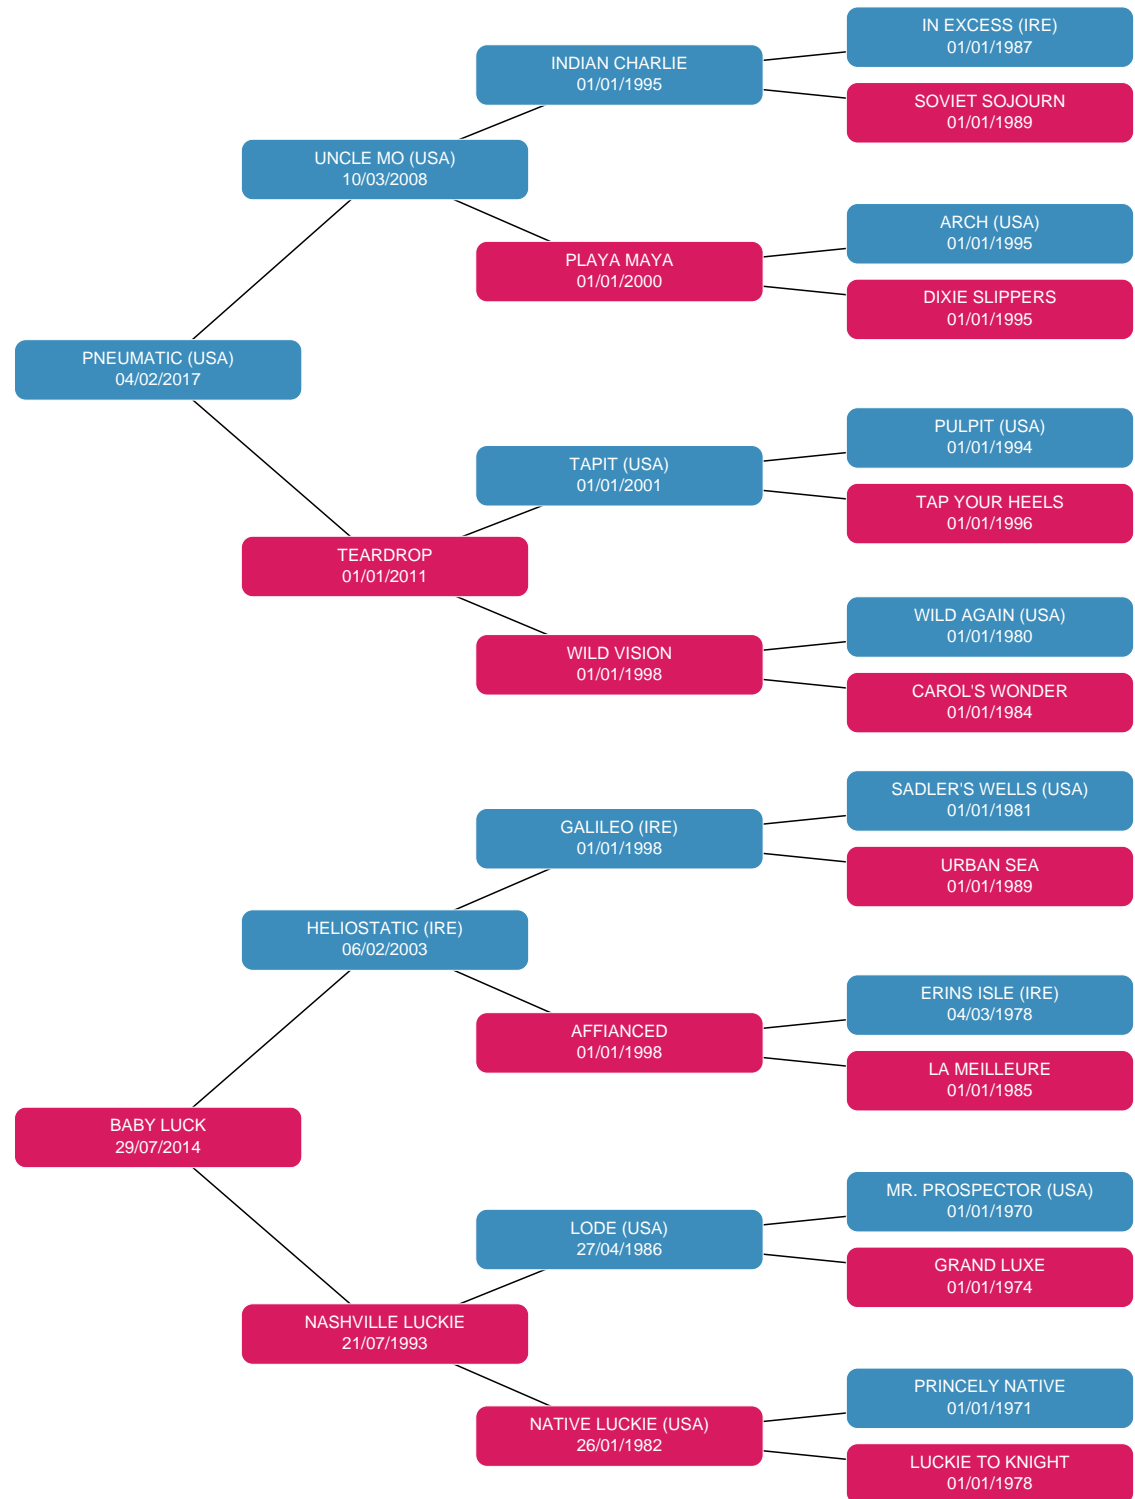 IN EXCESS (IRE)
01/01/1987
INDIAN CHARLIE
01/01/1995
SOVIET SOJOURN
01/01/1989
UNCLE MO (USA)
10/03/2008
ARCH (USA)
01/01/1995
PLAYA MAYA
01/01/2000
DIXIE SLIPPERS
01/01/1995
PNEUMATIC (USA)
04/02/2017
PULPIT (USA)
01/01/1994
TAPIT (USA)
01/01/2001
TAP YOUR HEELS
01/01/1996
TEARDROP
01/01/2011
WILD AGAIN (USA)
01/01/1980
WILD VISION
01/01/1998
CAROL'S WONDER
01/01/1984
SADLER'S WELLS (USA)
01/01/1981
GALILEO (IRE)
01/01/1998
URBAN SEA
01/01/1989
HELIOSTATIC (IRE)
06/02/2003
ERINS ISLE (IRE)
04/03/1978
AFFIANCED
01/01/1998
LA MEILLEURE
01/01/1985
BABY LUCK
29/07/2014
MR. PROSPECTOR (USA)
01/01/1970
LODE (USA)
27/04/1986
GRAND LUXE
01/01/1974
NASHVILLE LUCKIE
21/07/1993
PRINCELY NATIVE
01/01/1971
NATIVE LUCKIE (USA)
26/01/1982
LUCKIE TO KNIGHT
01/01/1978